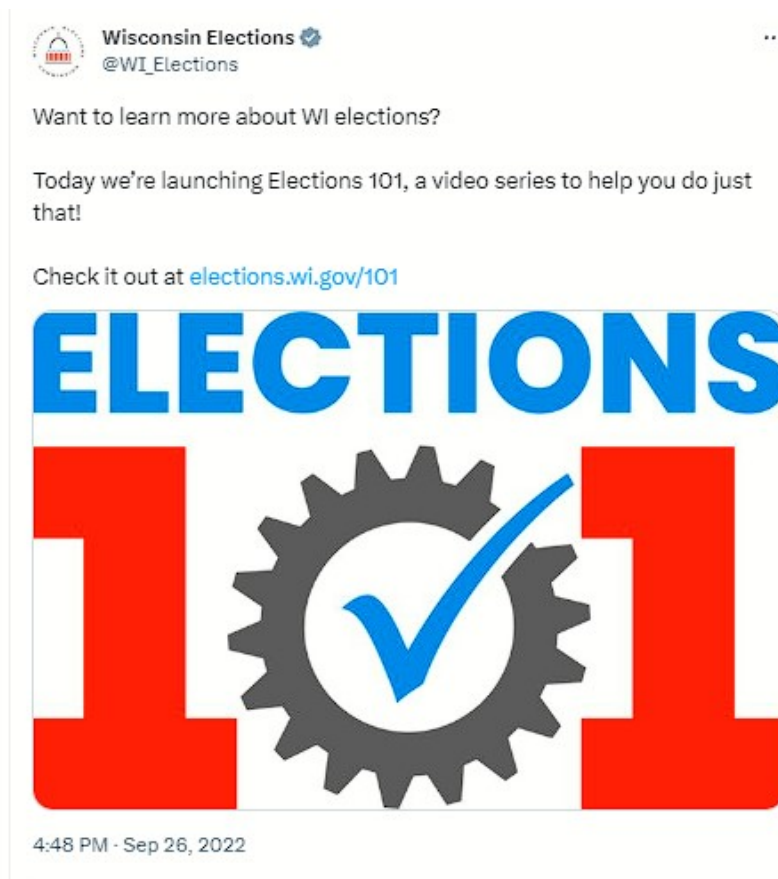 Wisconsin Elections
@WI_Elections
Want to learn more about WI elections?
Today we're launching Elections 101, a video series to help you do just
that!
Check it out at elections.wi.gov/101
ELECTIONS
101
4:48 PM · Sep 26, 2022